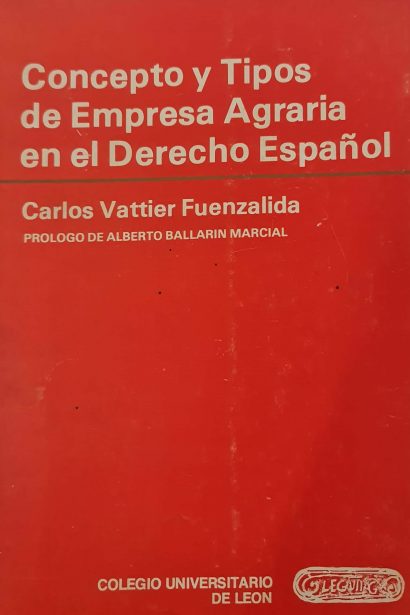 Concepto y Tipos
de Empresa Agraria
en el Derecho Español
Carlos Vattier Fuenzalida
PROLOGO DE ALBERTO BALLARIN MARCIAL
COLEGIO UNIVERSITARIO
DE LEON